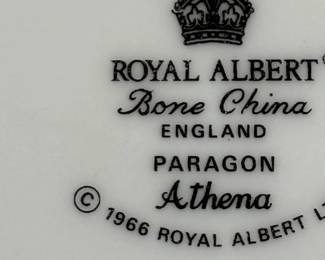 ROYAL ALBERT
Bone China
ENGLAND
PARAGON
Athena
© 1966 ROYAL ALBERT